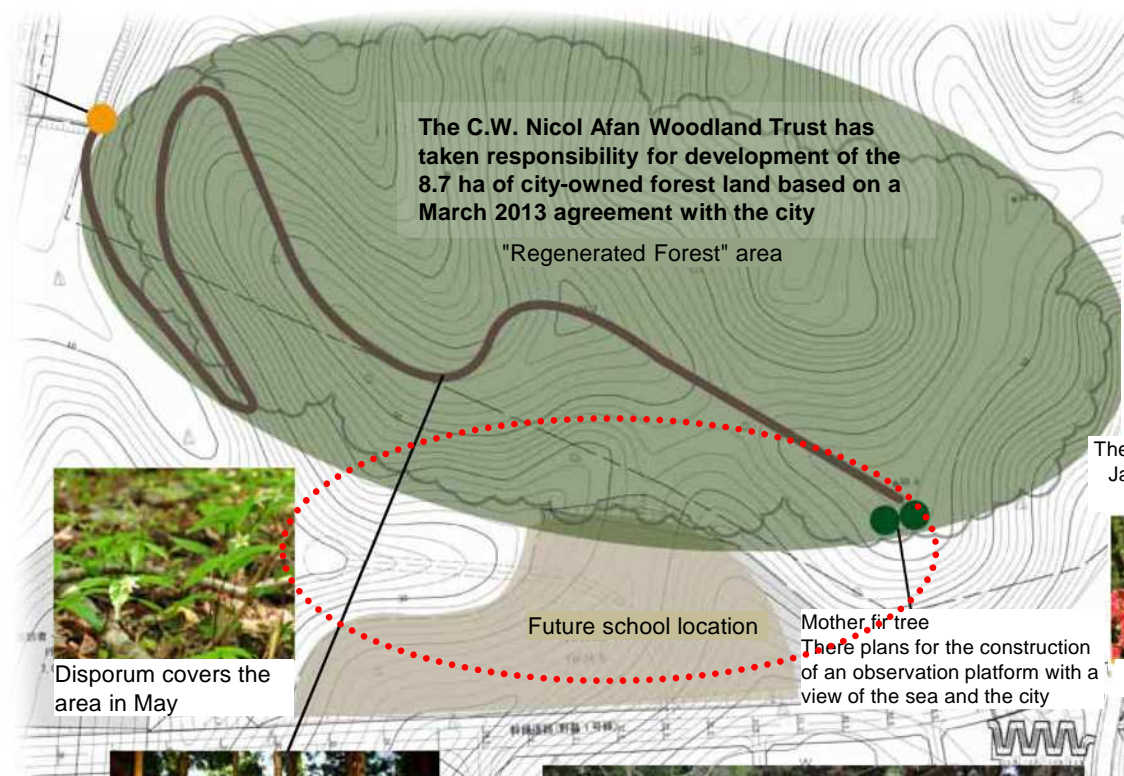 The C.W. Nicol Afan Woodland Trust has
taken responsibility for development of the
8.7 ha of city-owned forest land based on a
March 2013 agreement with the city
"Regenerated Forest" area
The
Ja
Future school location
Mother fir tree
There plans for the construction
of an observation platform with a
view of the sea and the city
Disporum covers the
area in May